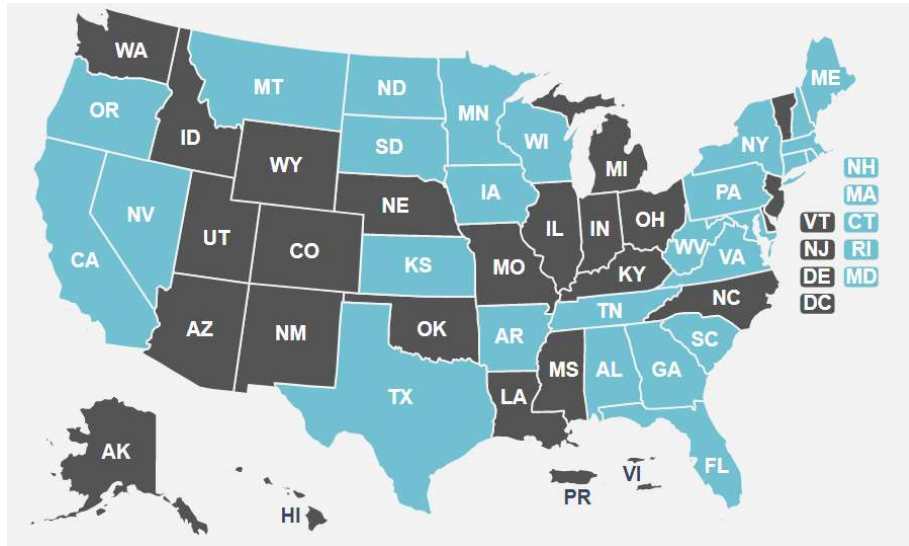 WA
MT
ND
MN
ME
OR
ID
WY
SD
WI
MI
NY
NH
MA
VT
CT
NJ
RI
DE
MD
DC
NV
UT
CO
NE
IA
IL
IN
OH
PA
WV
VA
CA
KS
MO
KY
NC
AZ
NM
OK
AR
TN
SC
TX
LA
MS
AL
GA
FL
AK
HI
PR
VI